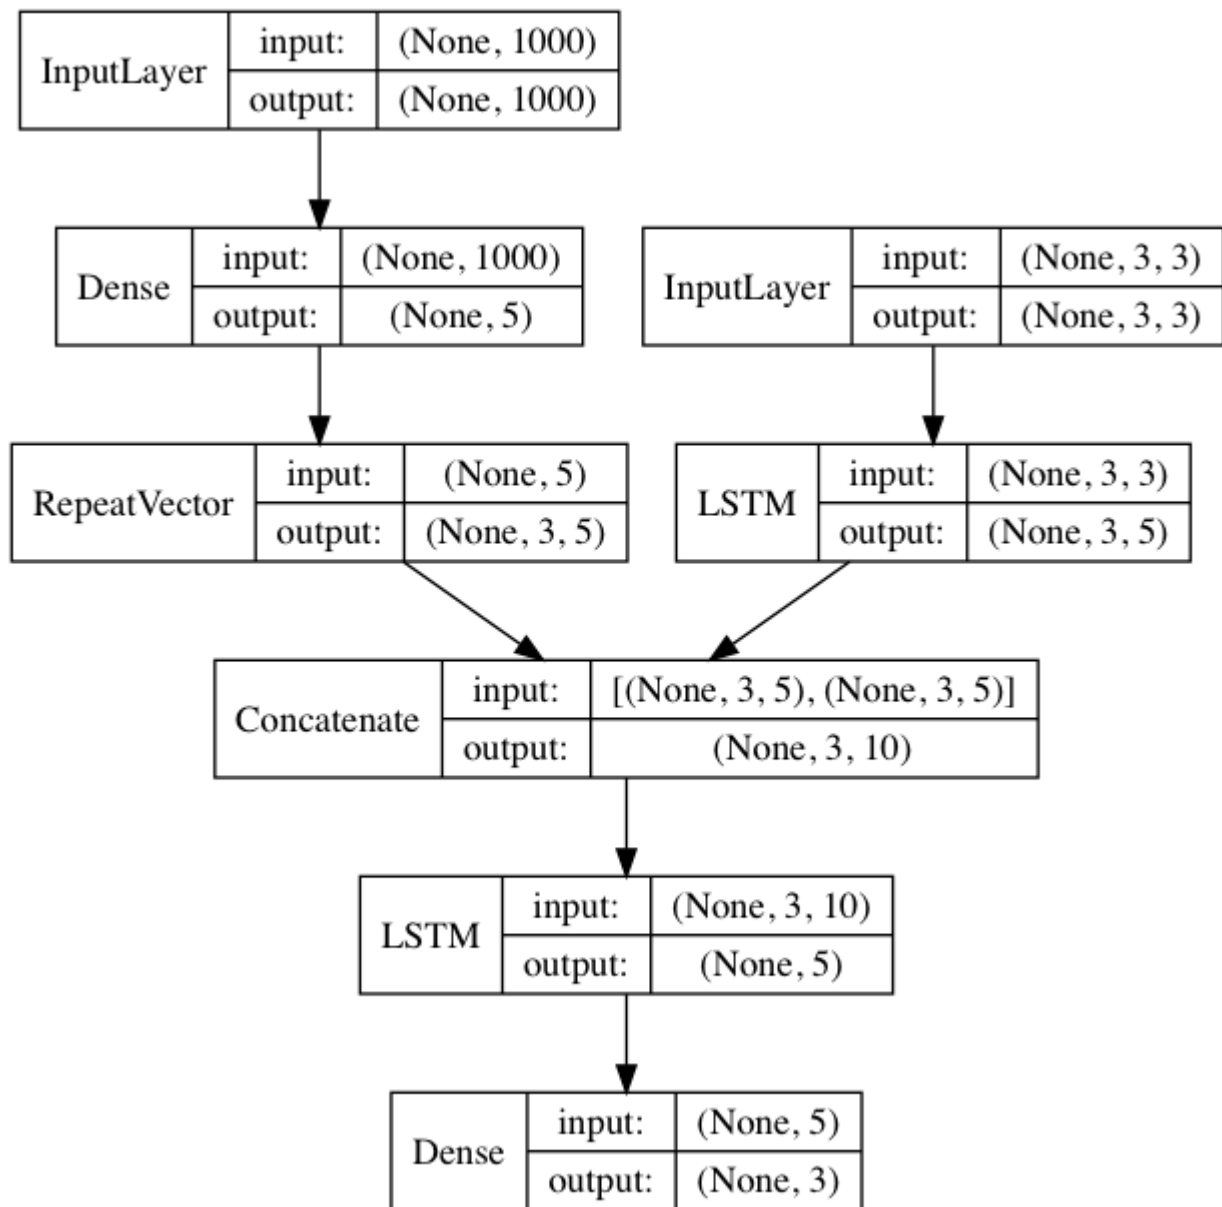 InputLayer
input: (None, 1000)
output: (None, 1000)
Dense
input: (None, 1000)
output: (None, 5)
InputLayer
input: (None, 3, 3)
output: (None, 3, 3)
RepeatVector
input: (None, 5)
output: (None, 3, 5)
LSTM
input: (None, 3, 3)
output: (None, 3, 5)
Concatenate
input: [(None, 3, 5), (None, 3, 5)]
output: (None, 3, 10)
LSTM
input: (None, 3, 10)
output: (None, 5)
Dense
input: (None, 5)
output: (None, 3)